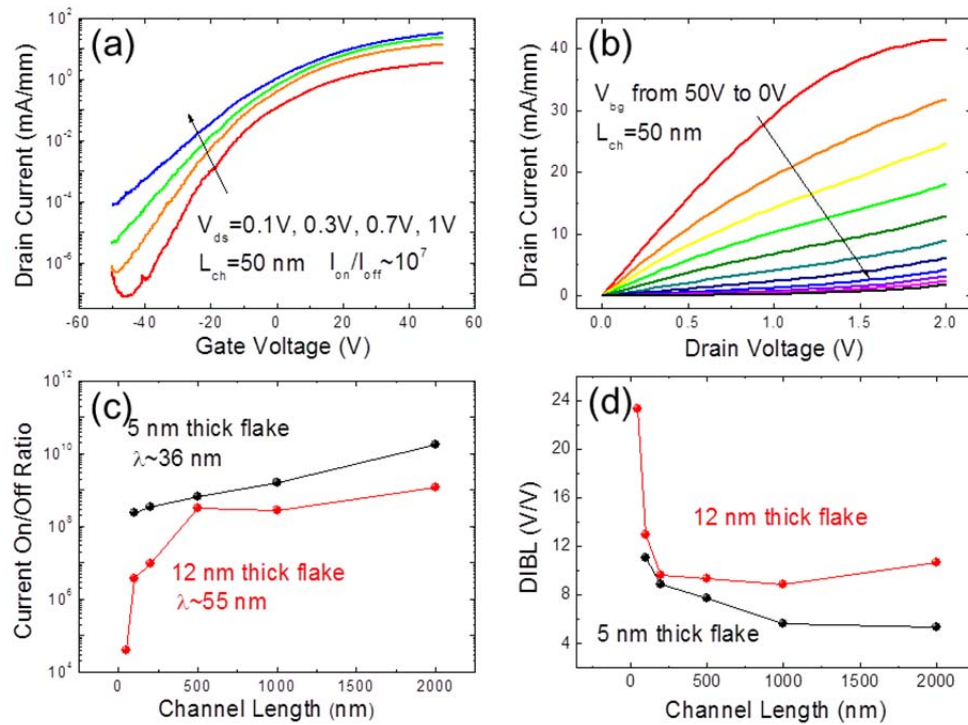 (a)
10^2
10^0
10^-2
10^-4
10^-6
Drain Current (mA/mm)
V_ds=0.1V, 0.3V, 0.7V, 1V
L_ch=50 nm I_on/I_off~10^7
-60 -40 -20 0 20 40 60
Gate Voltage (V)
(b)
40
30
20
10
0
Drain Current (mA/mm)
V_bg from 50V to 0V
L_ch=50 nm
0.0 0.5 1.0 1.5 2.0
Drain Voltage (V)
(c)
10^12
10^10
10^8
10^6
10^4
Current On/Off Ratio
5 nm thick flake
λ~36 nm
12 nm thick flake
λ~55 nm
0 500 1000 1500 2000
Channel Length (nm)
(d)
24
20
16
12
8
4
DIBL (V/V)
12 nm thick flake
5 nm thick flake
0 500 1000 1500 2000
Channel Length (nm)